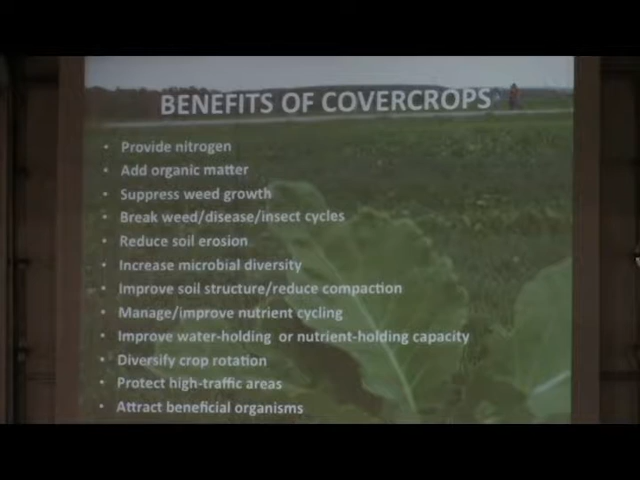 BENEFITS OF COVERCROPS
• Provide nitrogen
• Add organic matter
• Suppress weed growth
• Break weed/disease/insect cycles
• Reduce soil erosion
• Increase microbial diversity
• Improve soil structure/reduce compaction
• Manage/improve nutrient cycling
• Improve water-holding or nutrient-holding capacity
• Diversify crop rotation
• Protect high-traffic areas
• Attract beneficial organisms